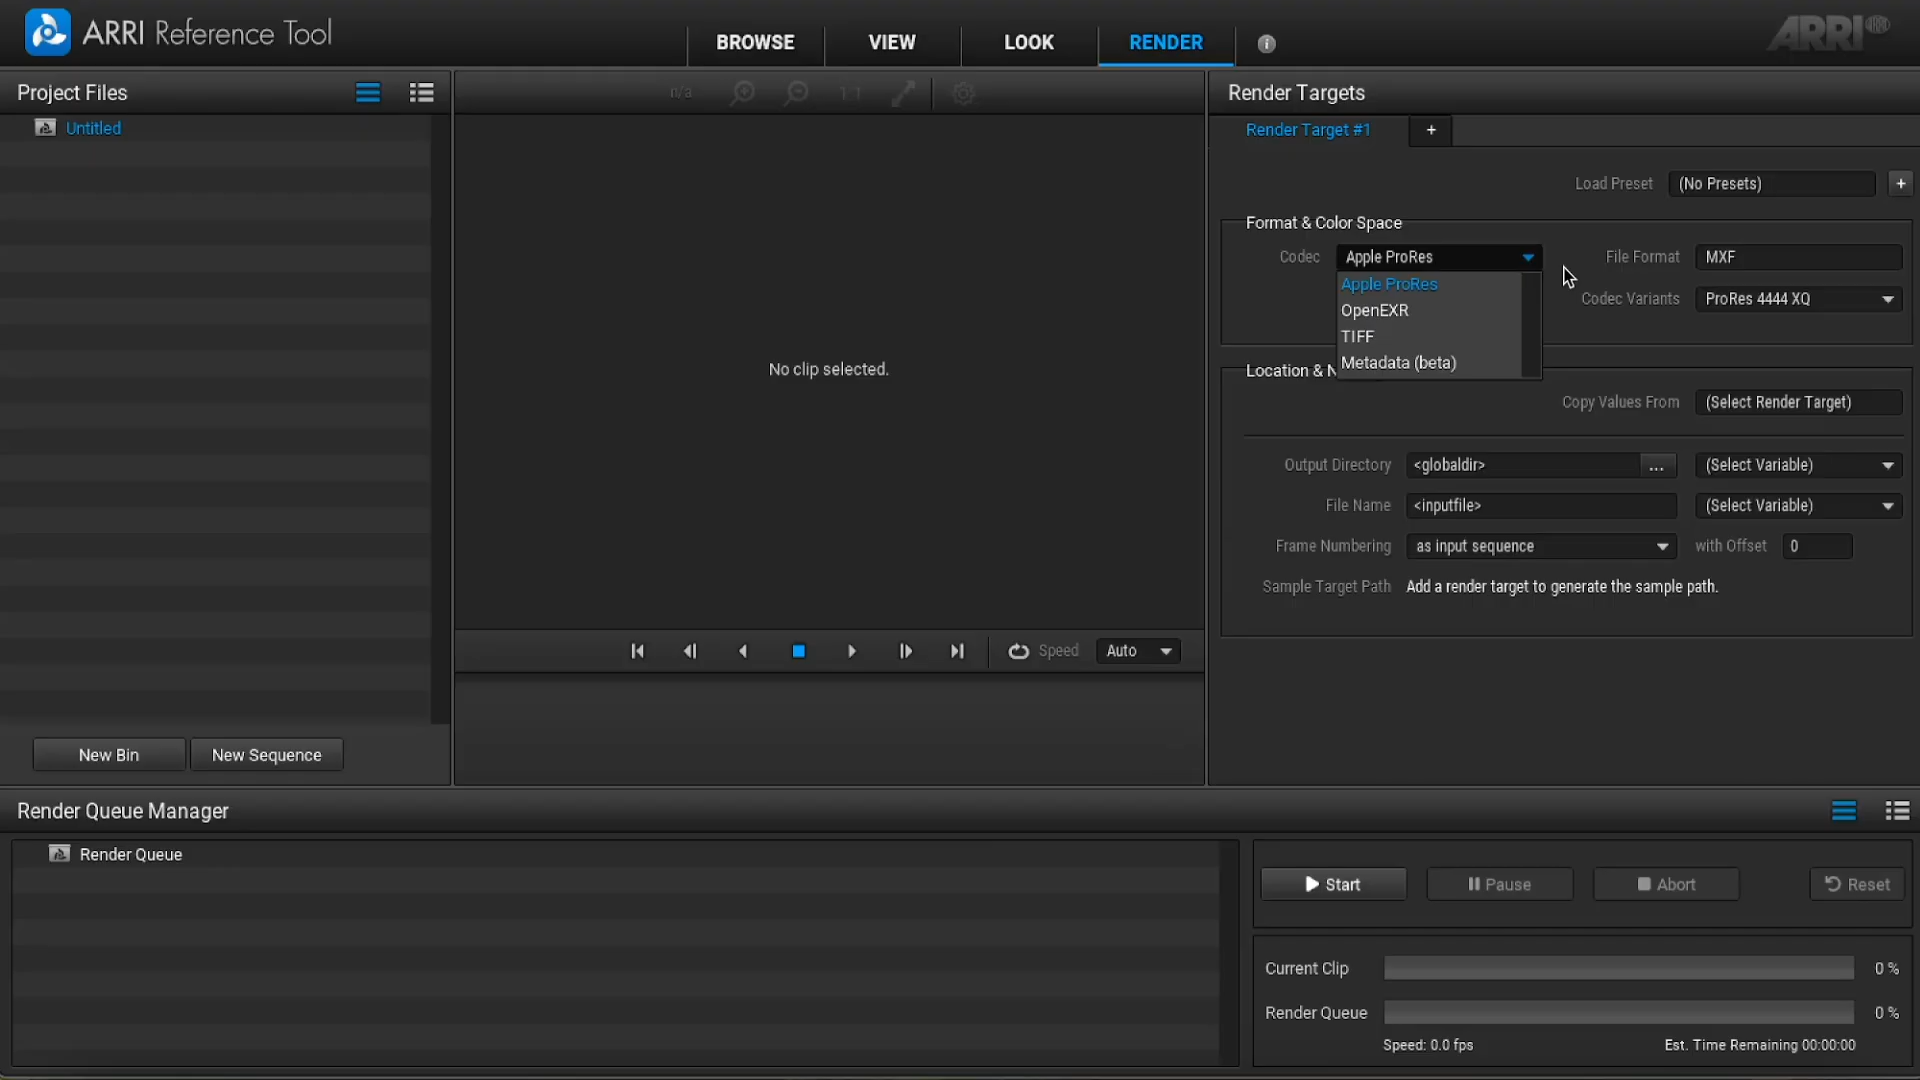 ARRI Reference Tool
BROWSE
VIEW
LOOK
RENDER
ARRI
Project Files
n/a
1:1
Render Targets
Untitled
Render Target #1
+
Load Preset
(No Presets)
+
Format & Color Space
Codec
Apple ProRes
File Format
MXF
Apple ProRes
OpenEXR
TIFF
Metadata (beta)
Codec Variants
ProRes 4444 XQ
Location & N
Copy Values From
(Select Render Target)
No clip selected.
Output Directory
<globaldir>
...
(Select Variable)
File Name
<inputfile>
(Select Variable)
Frame Numbering
as input sequence
with Offset
0
Sample Target Path
Add a render target to generate the sample path.
Speed
Auto
New Bin
New Sequence
Render Queue Manager
Render Queue
Start
Pause
Abort
Reset
Current Clip
0 %
Render Queue
0 %
Speed: 0.0 fps
Est. Time Remaining 00:00:00